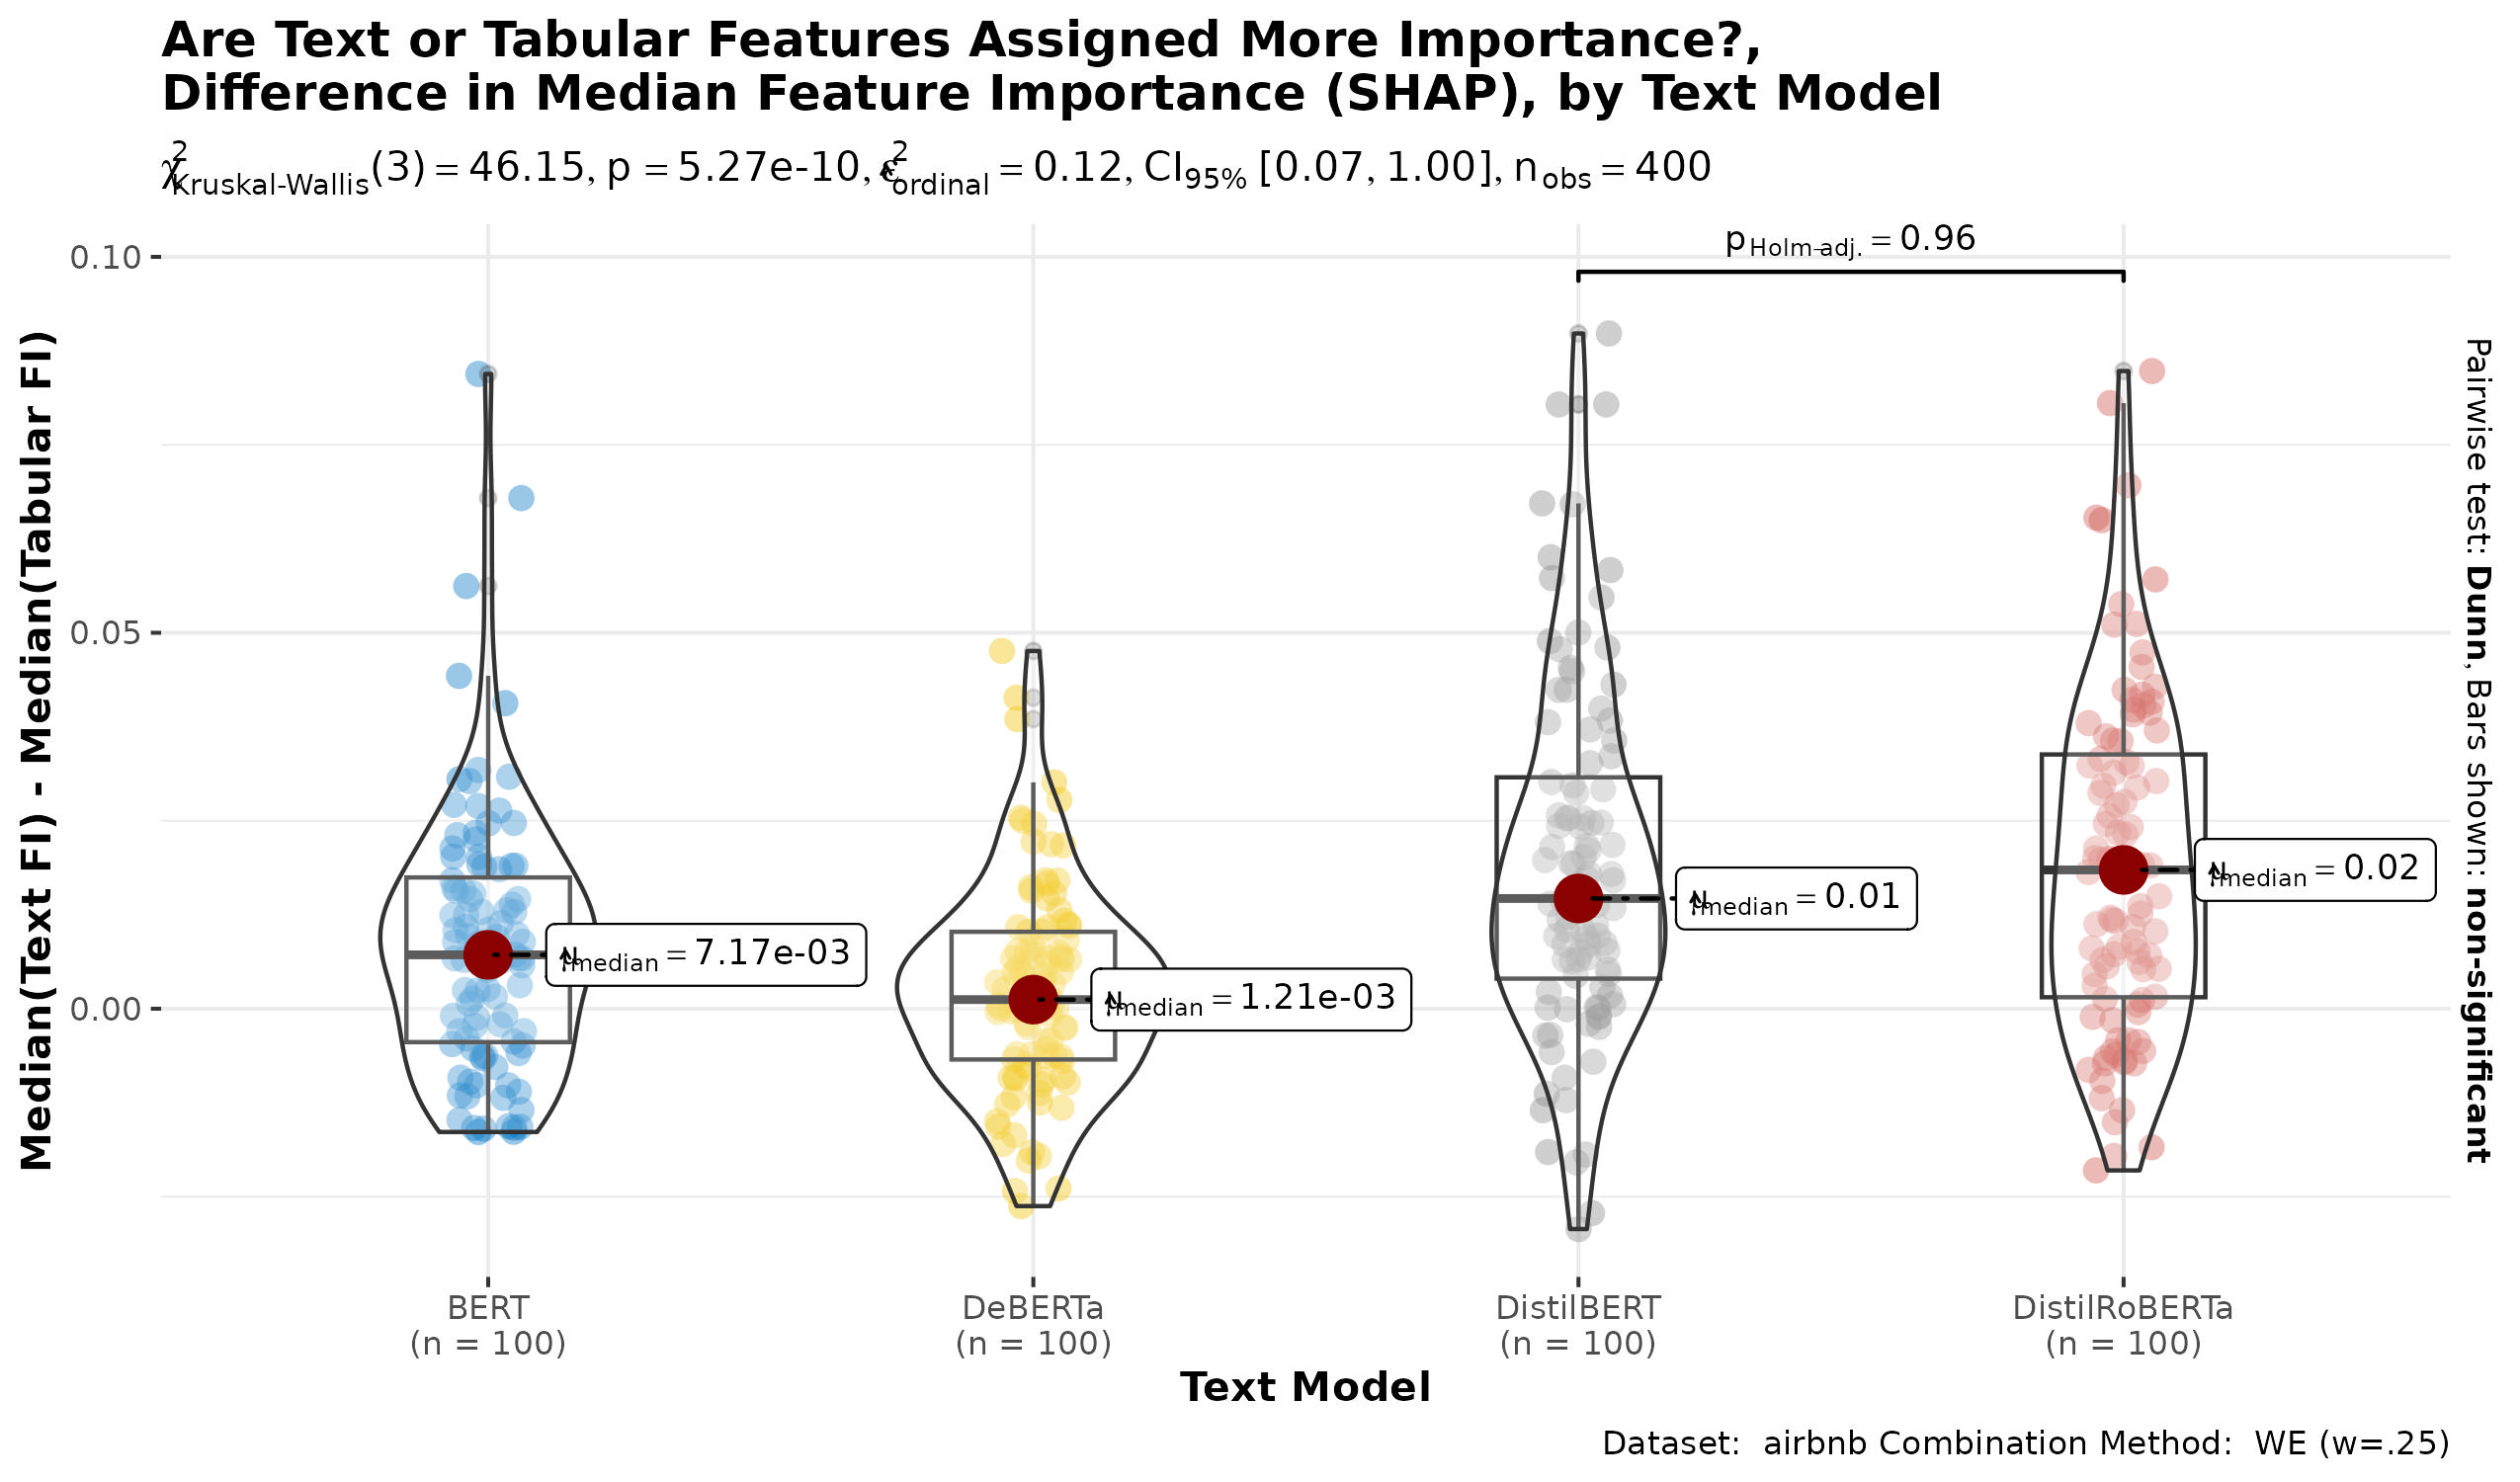 Are Text or Tabular Features Assigned More Importance?,
Difference in Median Feature Importance (SHAP), by Text Model
χ²Kruskal-Wallis(3) = 46.15, p = 5.27e-10, ε²ordinal = 0.12, CI95% [0.07, 1.00], nobs = 400
pHolm-adj. = 0.96
0.10
0.05
0.00
Median(Text FI) - Median(Tabular FI)
μ̂median = 7.17e-03
μ̂median = 1.21e-03
μ̂median = 0.01
μ̂median = 0.02
Pairwise test: Dunn, Bars shown: non-significant
BERT
(n = 100)
DeBERTa
(n = 100)
DistilBERT
(n = 100)
DistilRoBERTa
(n = 100)
Text Model
Dataset: airbnb Combination Method: WE (w=.25)